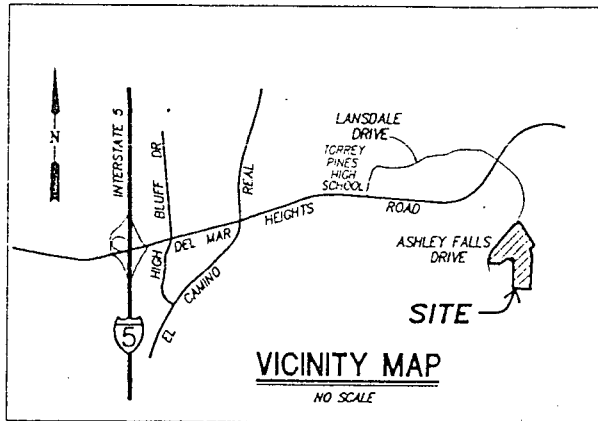 N
INTERSTATE 5
HIGH BLUFF DR
EL CAMINO REAL
DEL MAR HEIGHTS ROAD
LANSDALE
DRIVE
TORREY
PINES
HIGH
SCHOOL
ASHLEY FALLS
DRIVE
SITE
5
VICINITY MAP
NO SCALE